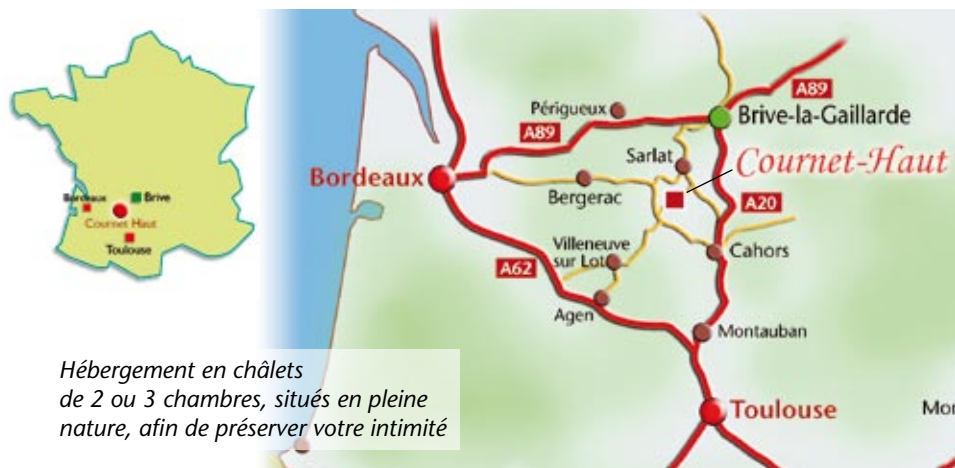 Bordeaux
Brive
Cournet Haut
Toulouse
A89
Périgueux
A89
Brive-la-Gaillarde
Sarlat
Cournet-Haut
Bordeaux
Bergerac
A20
Villeneuve
sur Lot
Cahors
A62
Agen
Montauban
Toulouse
Mon
Hébergement en châlets
de 2 ou 3 chambres, situés en pleine
nature, afin de préserver votre intimité